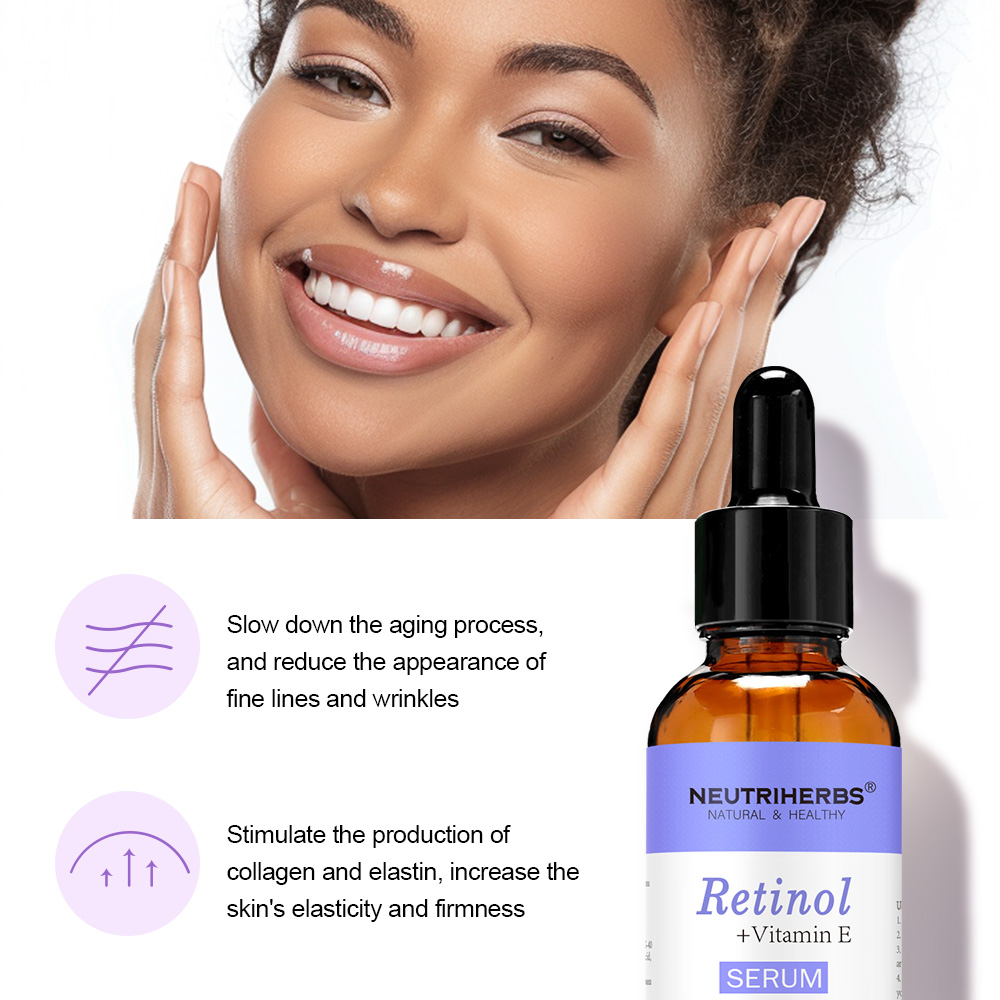 Slow down the aging process,
and reduce the appearance of
fine lines and wrinkles
Stimulate the production of
collagen and elastin, increase the
skin's elasticity and firmness
NEUTRIHERBS®
NATURAL & HEALTHY
Retinol
+Vitamin E
SERUM